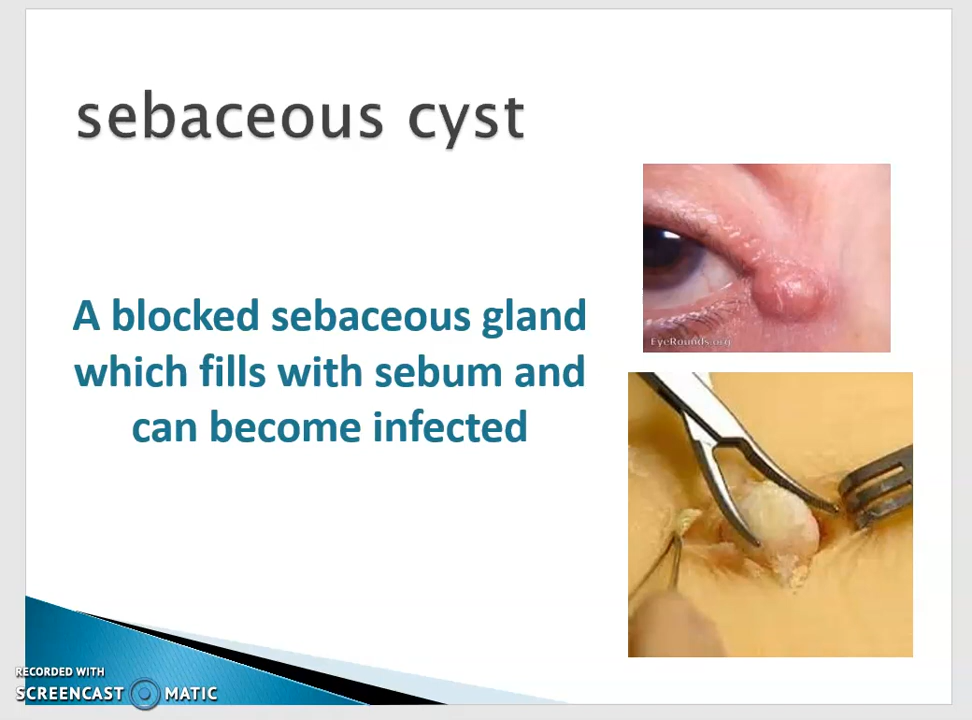 sebaceous cyst
A blocked sebaceous gland
which fills with sebum and
can become infected
EyeRounds.org
RECORDED WITH
SCREENCAST MATIC